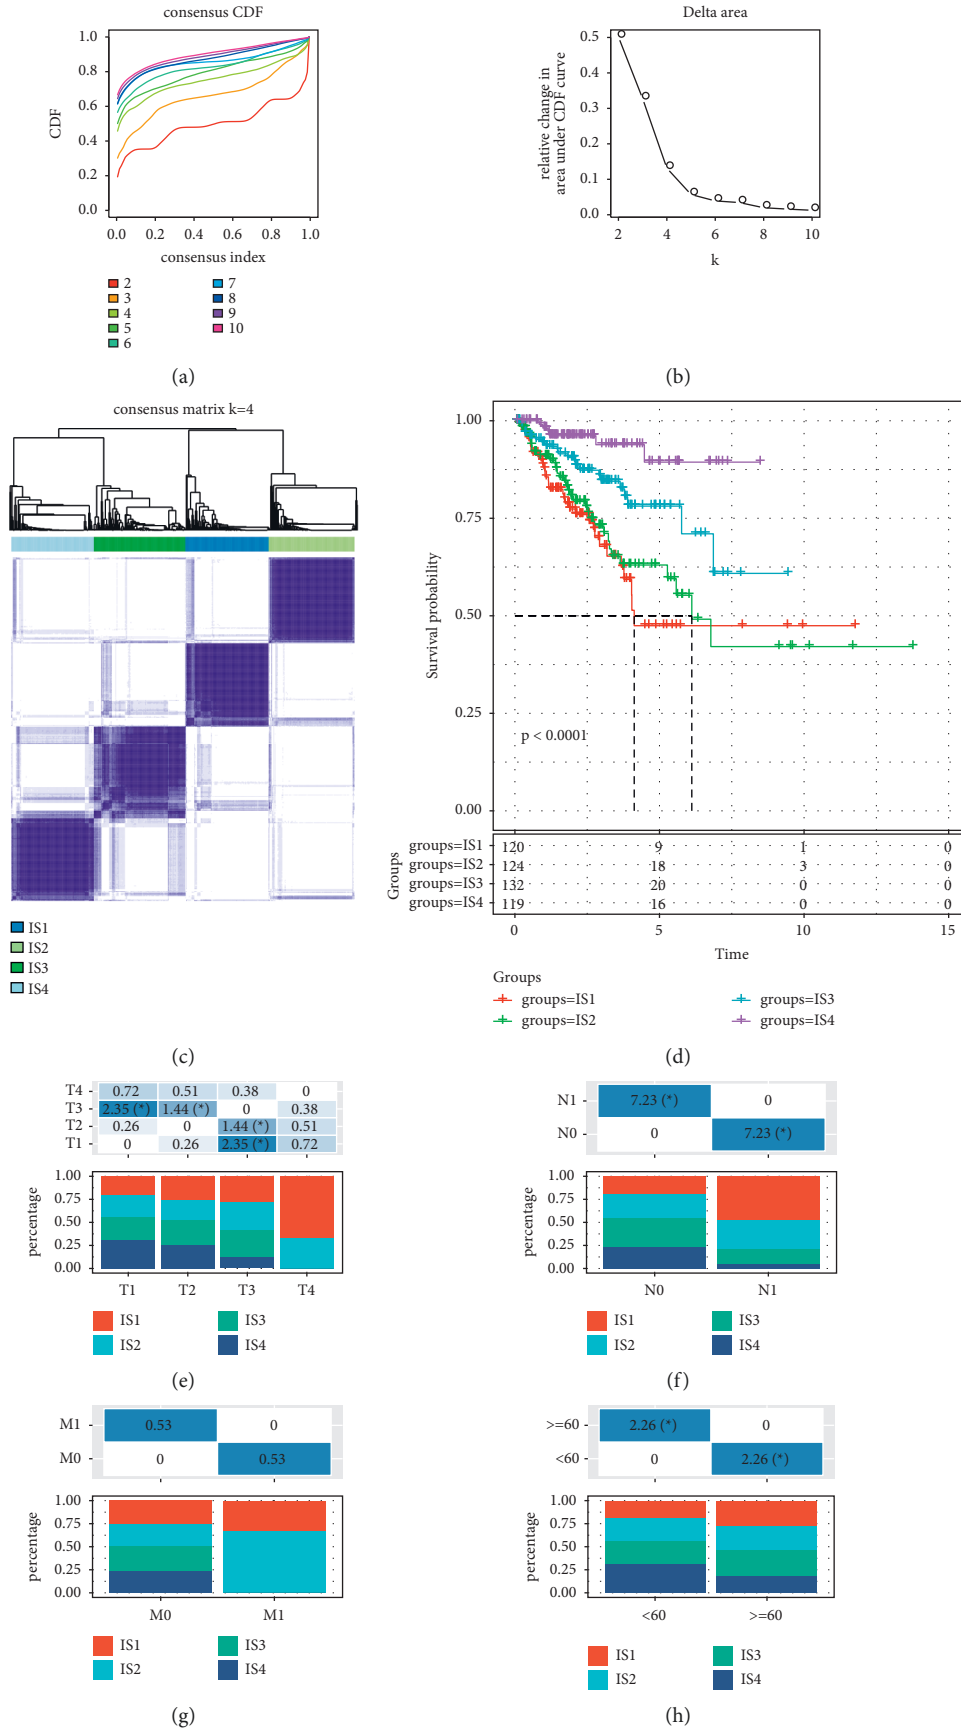 consensus CDF
1.0
0.8
0.6
0.4
0.2
0.0
CDF
0.0 0.2 0.4 0.6 0.8 1.0
consensus index
2 7
3 8
4 9
5 10
6
(a)
Delta area
0.5
0.4
0.3
0.2
0.1
0.0
relative change in
area under CDF curve
2 4 6 8 10
k
(b)
consensus matrix k=4
IS1
IS2
IS3
IS4
(c)
1.00
0.75
0.50
0.25
0.00
Survival probability
p < 0.0001
Groups
groups=IS1 120 9 1 0
groups=IS2 124 18 3 0
groups=IS3 132 20 0 0
groups=IS4 119 16 0 0
0 5 10 15
Time
Groups
groups=IS1 groups=IS3
groups=IS2 groups=IS4
(d)
T4 0.72 0.51 0.38 0
T3 2.35 (*) 1.44 (*) 0 0.38
T2 0.26 0 1.44 (*) 0.51
T1 0 0.26 2.35 (*) 0.72
1.00
0.75
0.50
0.25
0.00
percentage
T1 T2 T3 T4
IS1 IS3
IS2 IS4
(e)
N1 7.23 (*) 0
N0 0 7.23 (*)
1.00
0.75
0.50
0.25
0.00
percentage
N0 N1
IS1 IS3
IS2 IS4
(f)
M1 0.53 0
M0 0 0.53
1.00
0.75
0.50
0.25
0.00
percentage
M0 M1
IS1 IS3
IS2 IS4
(g)
>=60 2.26 (*) 0
<60 0 2.26 (*)
1.00
0.75
0.50
0.25
0.00
percentage
<60 >=60
IS1 IS3
IS2 IS4
(h)